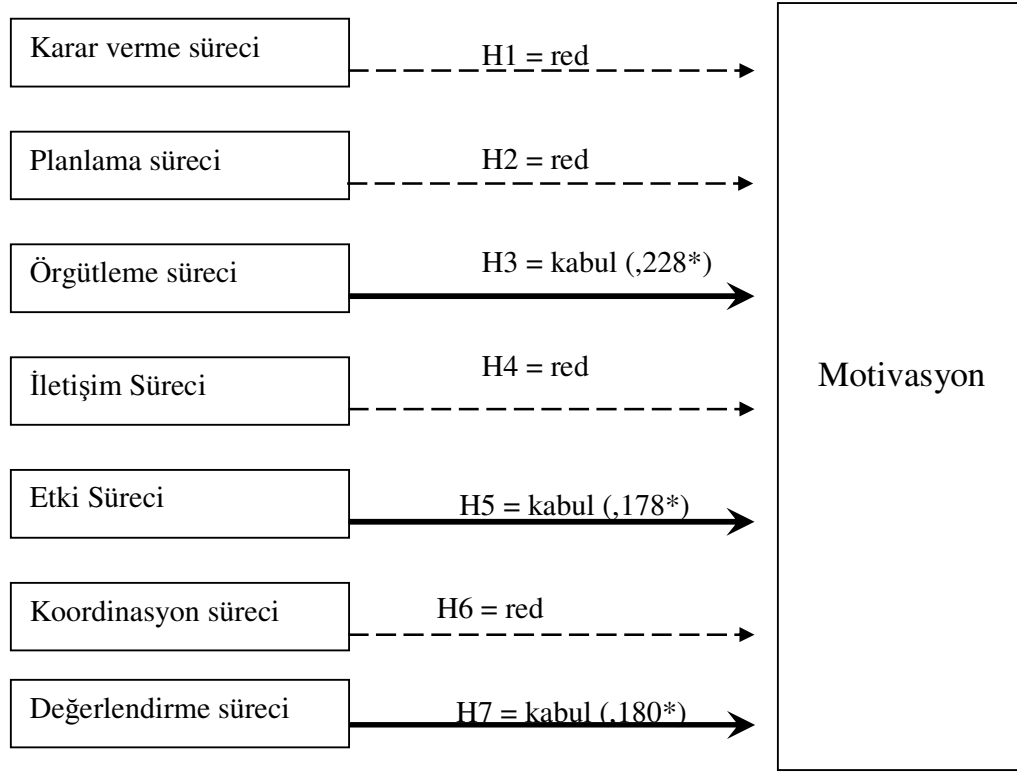 Karar verme süreci
H1 = red
Planlama süreci
H2 = red
Örgütleme süreci
H3 = kabul (,228*)
İletişim Süreci
H4 = red
Motivasyon
Etki Süreci
H5 = kabul (,178*)
Koordinasyon süreci
H6 = red
Değerlendirme süreci
H7 = kabul (,180*)